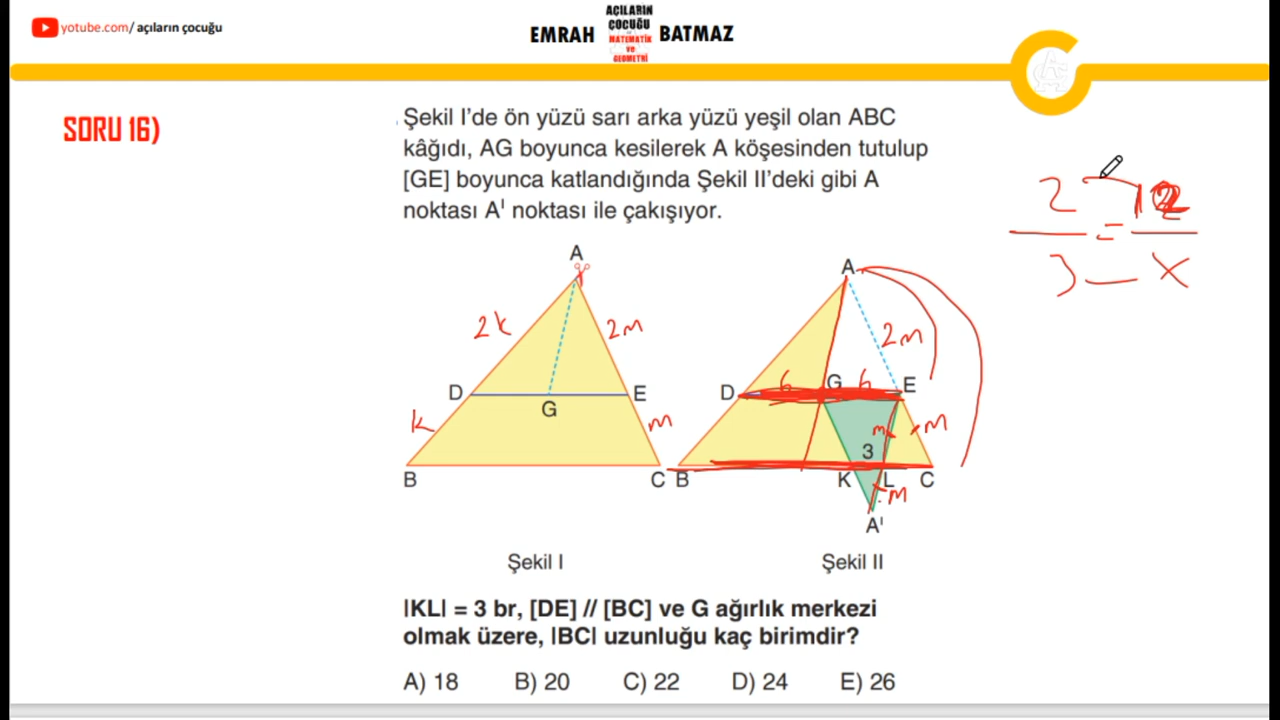 yotube.com/ açıların çocuğu
EMRAH
AÇILARIN
ÇOCUĞU
MATEMATİK
ve
GEOMETRİ
BATMAZ
SORU 16)
Şekil I'de ön yüzü sarı arka yüzü yeşil olan ABC
kâğıdı, AG boyunca kesilerek A köşesinden tutulup
[GE] boyunca katlandığında Şekil II'deki gibi A
noktası A' noktası ile çakışıyor.
2 12
= 
3 x
A
2k 2m
D E
G
k m
B C
Şekil I
A
2m
D 6 G 6 E
m m
3
B K L C
m
A'
Şekil II
|KL| = 3 br, [DE] // [BC] ve G ağırlık merkezi
olmak üzere, |BC| uzunluğu kaç birimdir?
A) 18 B) 20 C) 22 D) 24 E) 26